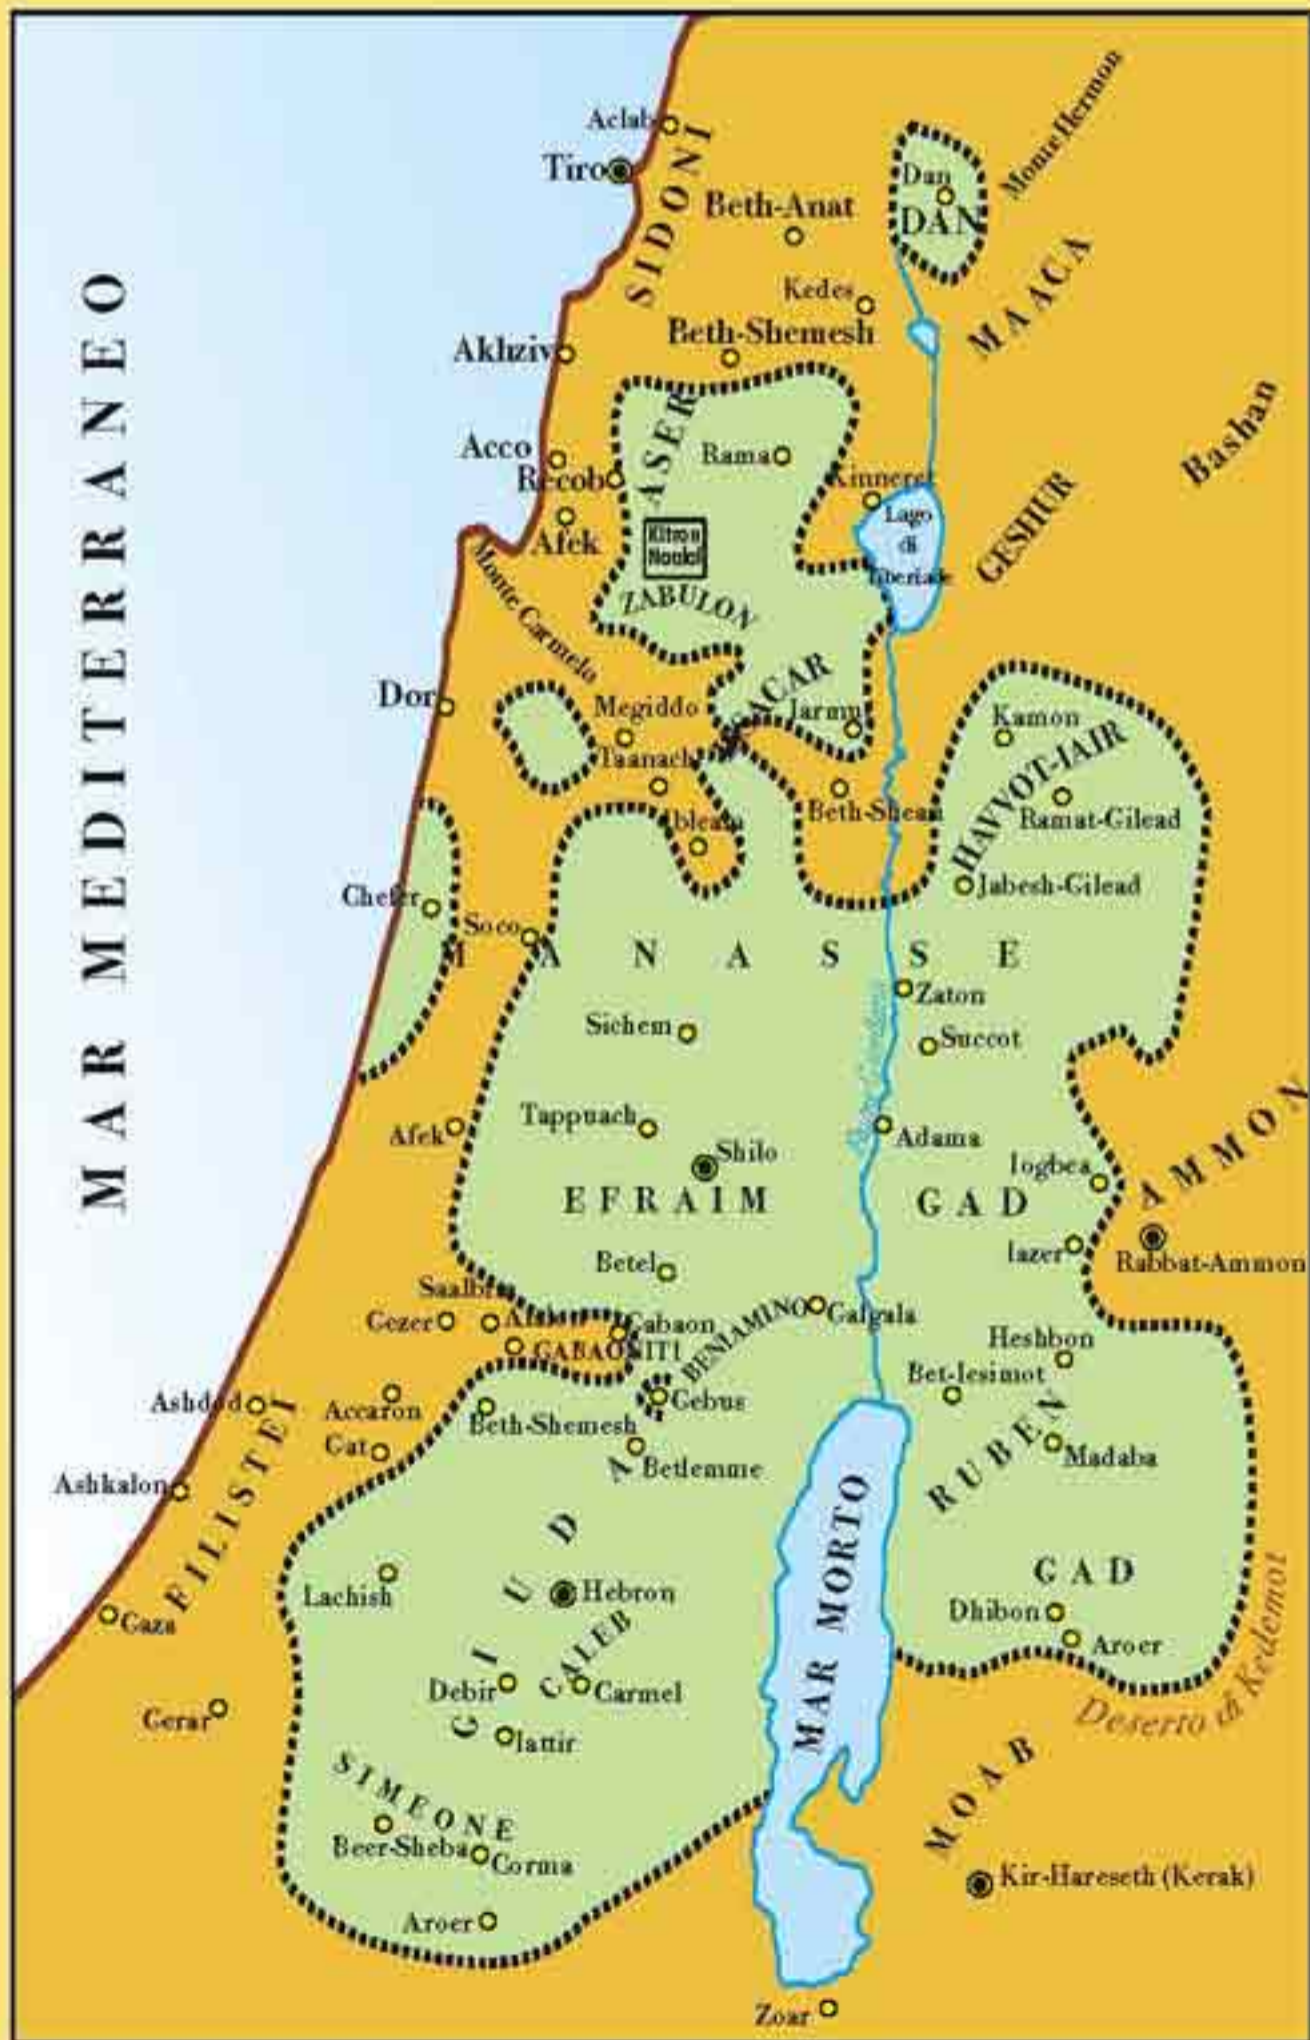 MAR MEDITERRANEO
Aclab
Tiro
SIDONI
Beth-Anat
Dan
DAN
Monte Hermon
MAACA
Kedes
Beth-Shemesh
Akhziv
Acco
Recob
Afek
ASER
Rama
Kinneret
Lago
di
Tiberiade
GESHUR
Bashan
ZABULON
Monte Carmelo
Dor
Megiddo
Taanach
Ibleam
ISSACAR
Jarmut
Beth-Shean
Kamon
HAVVOT-IAIR
Ramat-Gilead
Jabesh-Gilead
Chefer
Soco
MANASSE
Zaton
Sichem
Succot
Tappuach
Afek
Shilo
Adama
Iogbea
AMMON
EFRAIM
GAD
Iazer
Rabbat-Ammon
Betel
Gezer
Gabaon
GABAONITI
BENIAMINO
Galgala
Heshbon
Bet-Iesimot
Ashdod
Accaron
Gat
Beth-Shemesh
Gebus
Betlemme
RUBEN
Madaba
Ashkalon
FILISTEI
Gaza
Lachish
GIUDA
Hebron
CALEB
MAR MORTO
GAD
Dhibon
Aroer
Deserto di Kedemot
Debir
Carmel
Gerar
Iattir
SIMEONE
Beer-Sheba
Corma
MOAB
Kir-Hareseth (Kerak)
Aroer
Zoar